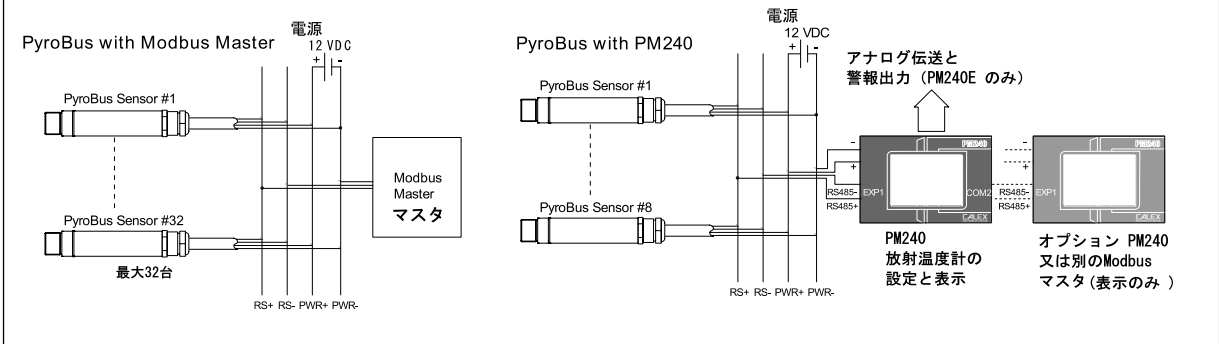 PyroBus with Modbus Master
電源
12 VDC
+ -
PyroBus Sensor #1
PyroBus Sensor #32
最大32台
Modbus
Master
マスタ
RS+ RS- PWR+ PWR-
PyroBus with PM240
電源
12 VDC
+ -
PyroBus Sensor #1
PyroBus Sensor #8
RS+ RS- PWR+ PWR-
アナログ伝送と
警報出力（PM240E のみ）
-
+
RS485-
RS485+
EXP1
PM240
COM2
CALEX
PM240
放射温度計の
設定と表示
-
+
RS485-
RS485+
EXP1
PM240
CALEX
オプション PM240
又は別のModbus
マスタ(表示のみ )